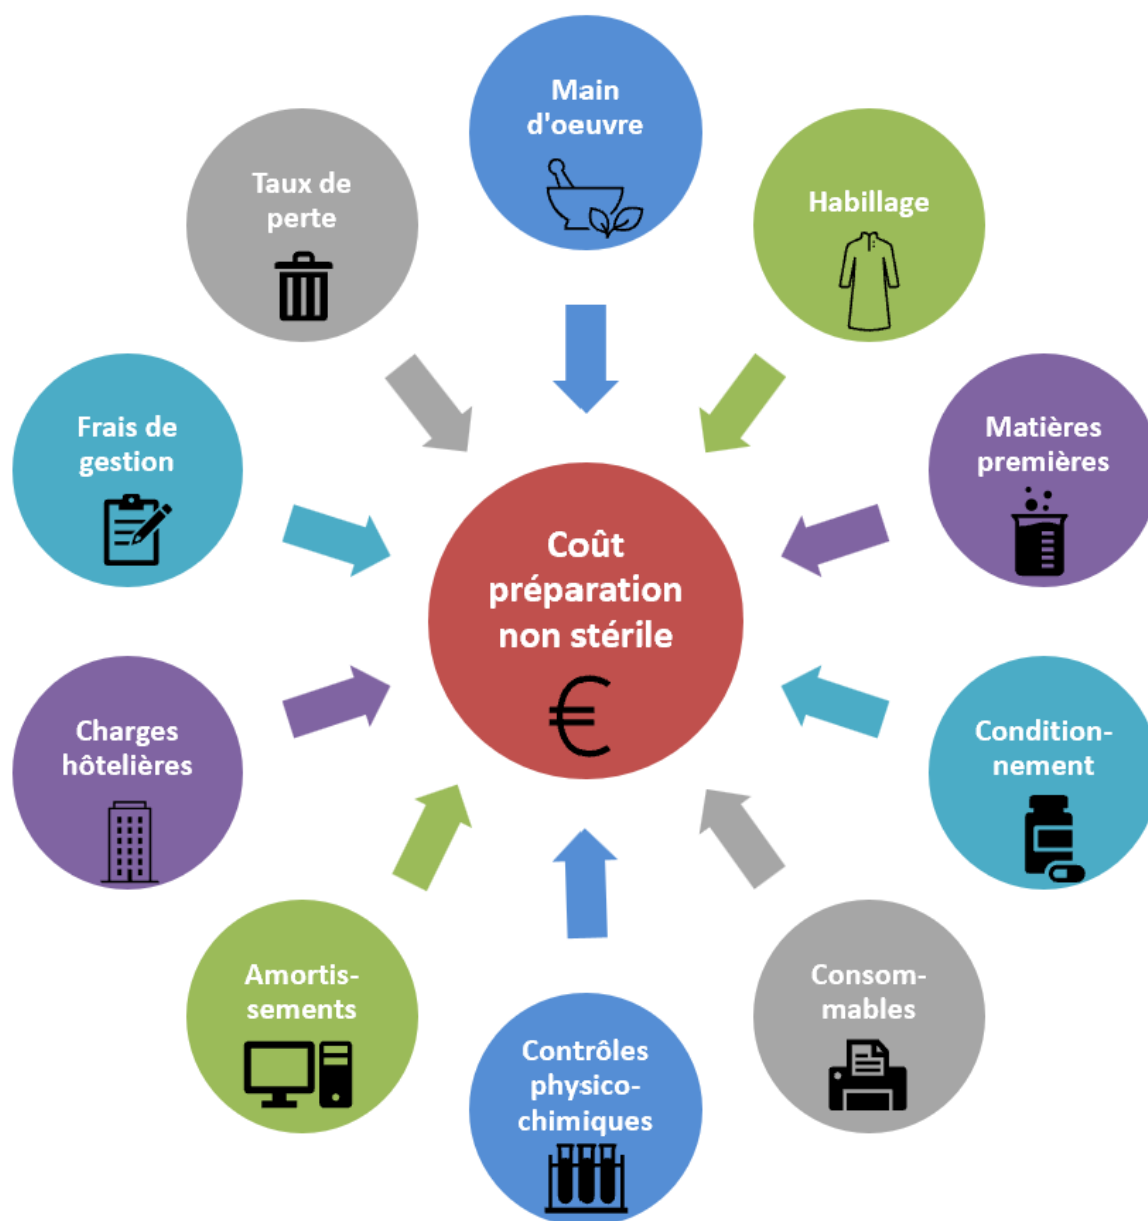 Main
d'oeuvre
Habillage
Matières
premières
Condition-
nement
Consom-
mables
Contrôles
physico-
chimiques
Amortis-
sements
Charges
hôtelières
Frais de
gestion
Taux de
perte
Coût
préparation
non stérile
€